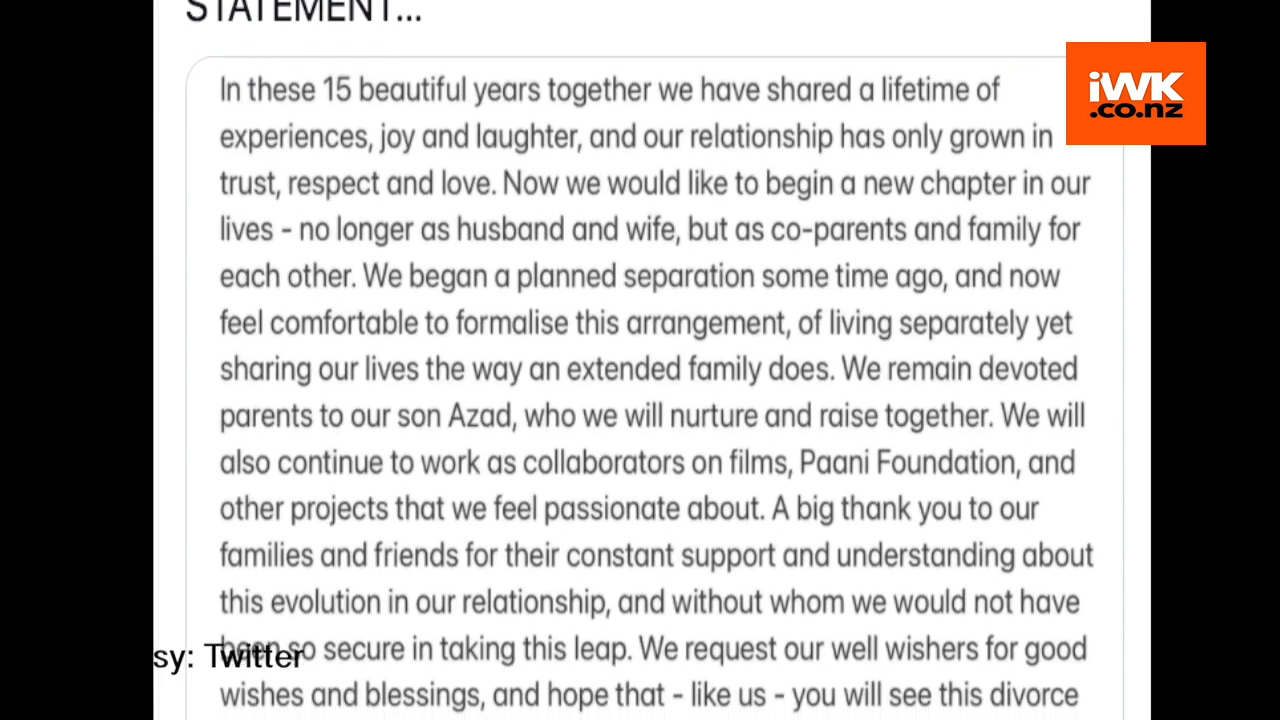 STATEMENT...
iWK
.co.nz
In these 15 beautiful years together we have shared a lifetime of
experiences, joy and laughter, and our relationship has only grown in
trust, respect and love. Now we would like to begin a new chapter in our
lives - no longer as husband and wife, but as co-parents and family for
each other. We began a planned separation some time ago, and now
feel comfortable to formalise this arrangement, of living separately yet
sharing our lives the way an extended family does. We remain devoted
parents to our son Azad, who we will nurture and raise together. We will
also continue to work as collaborators on films, Paani Foundation, and
other projects that we feel passionate about. A big thank you to our
families and friends for their constant support and understanding about
this evolution in our relationship, and without whom we would not have
been so secure in taking this leap. We request our well wishers for good
sy: Twitter
wishes and blessings, and hope that - like us - you will see this divorce